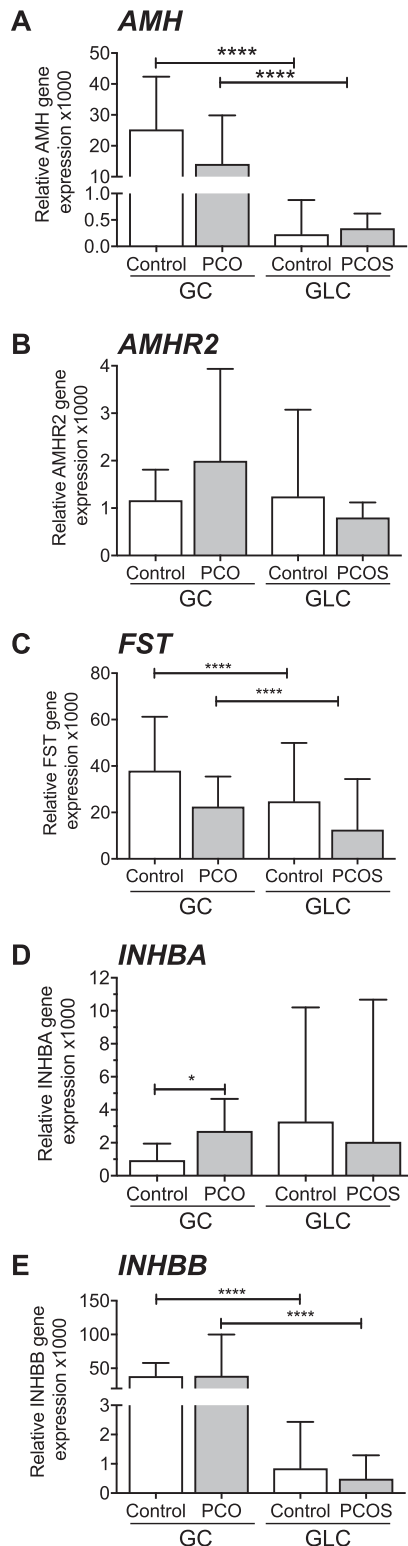 A AMH
Relative AMH gene
expression x1000
50
40
30
20
10
1.0
0.5
0.0
****
****
Control PCO Control PCOS
GC GLC
B AMHR2
Relative AMHR2 gene
expression x1000
4
3
2
1
0
Control PCO Control PCOS
GC GLC
C FST
Relative FST gene
expression x1000
80
60
40
20
0
****
****
Control PCO Control PCOS
GC GLC
D INHBA
Relative INHBA gene
expression x1000
12
10
8
6
4
2
0
*
Control PCO Control PCOS
GC GLC
E INHBB
Relative INHBB gene
expression x1000
150
100
50
3
2
1
0
****
****
Control PCO Control PCOS
GC GLC